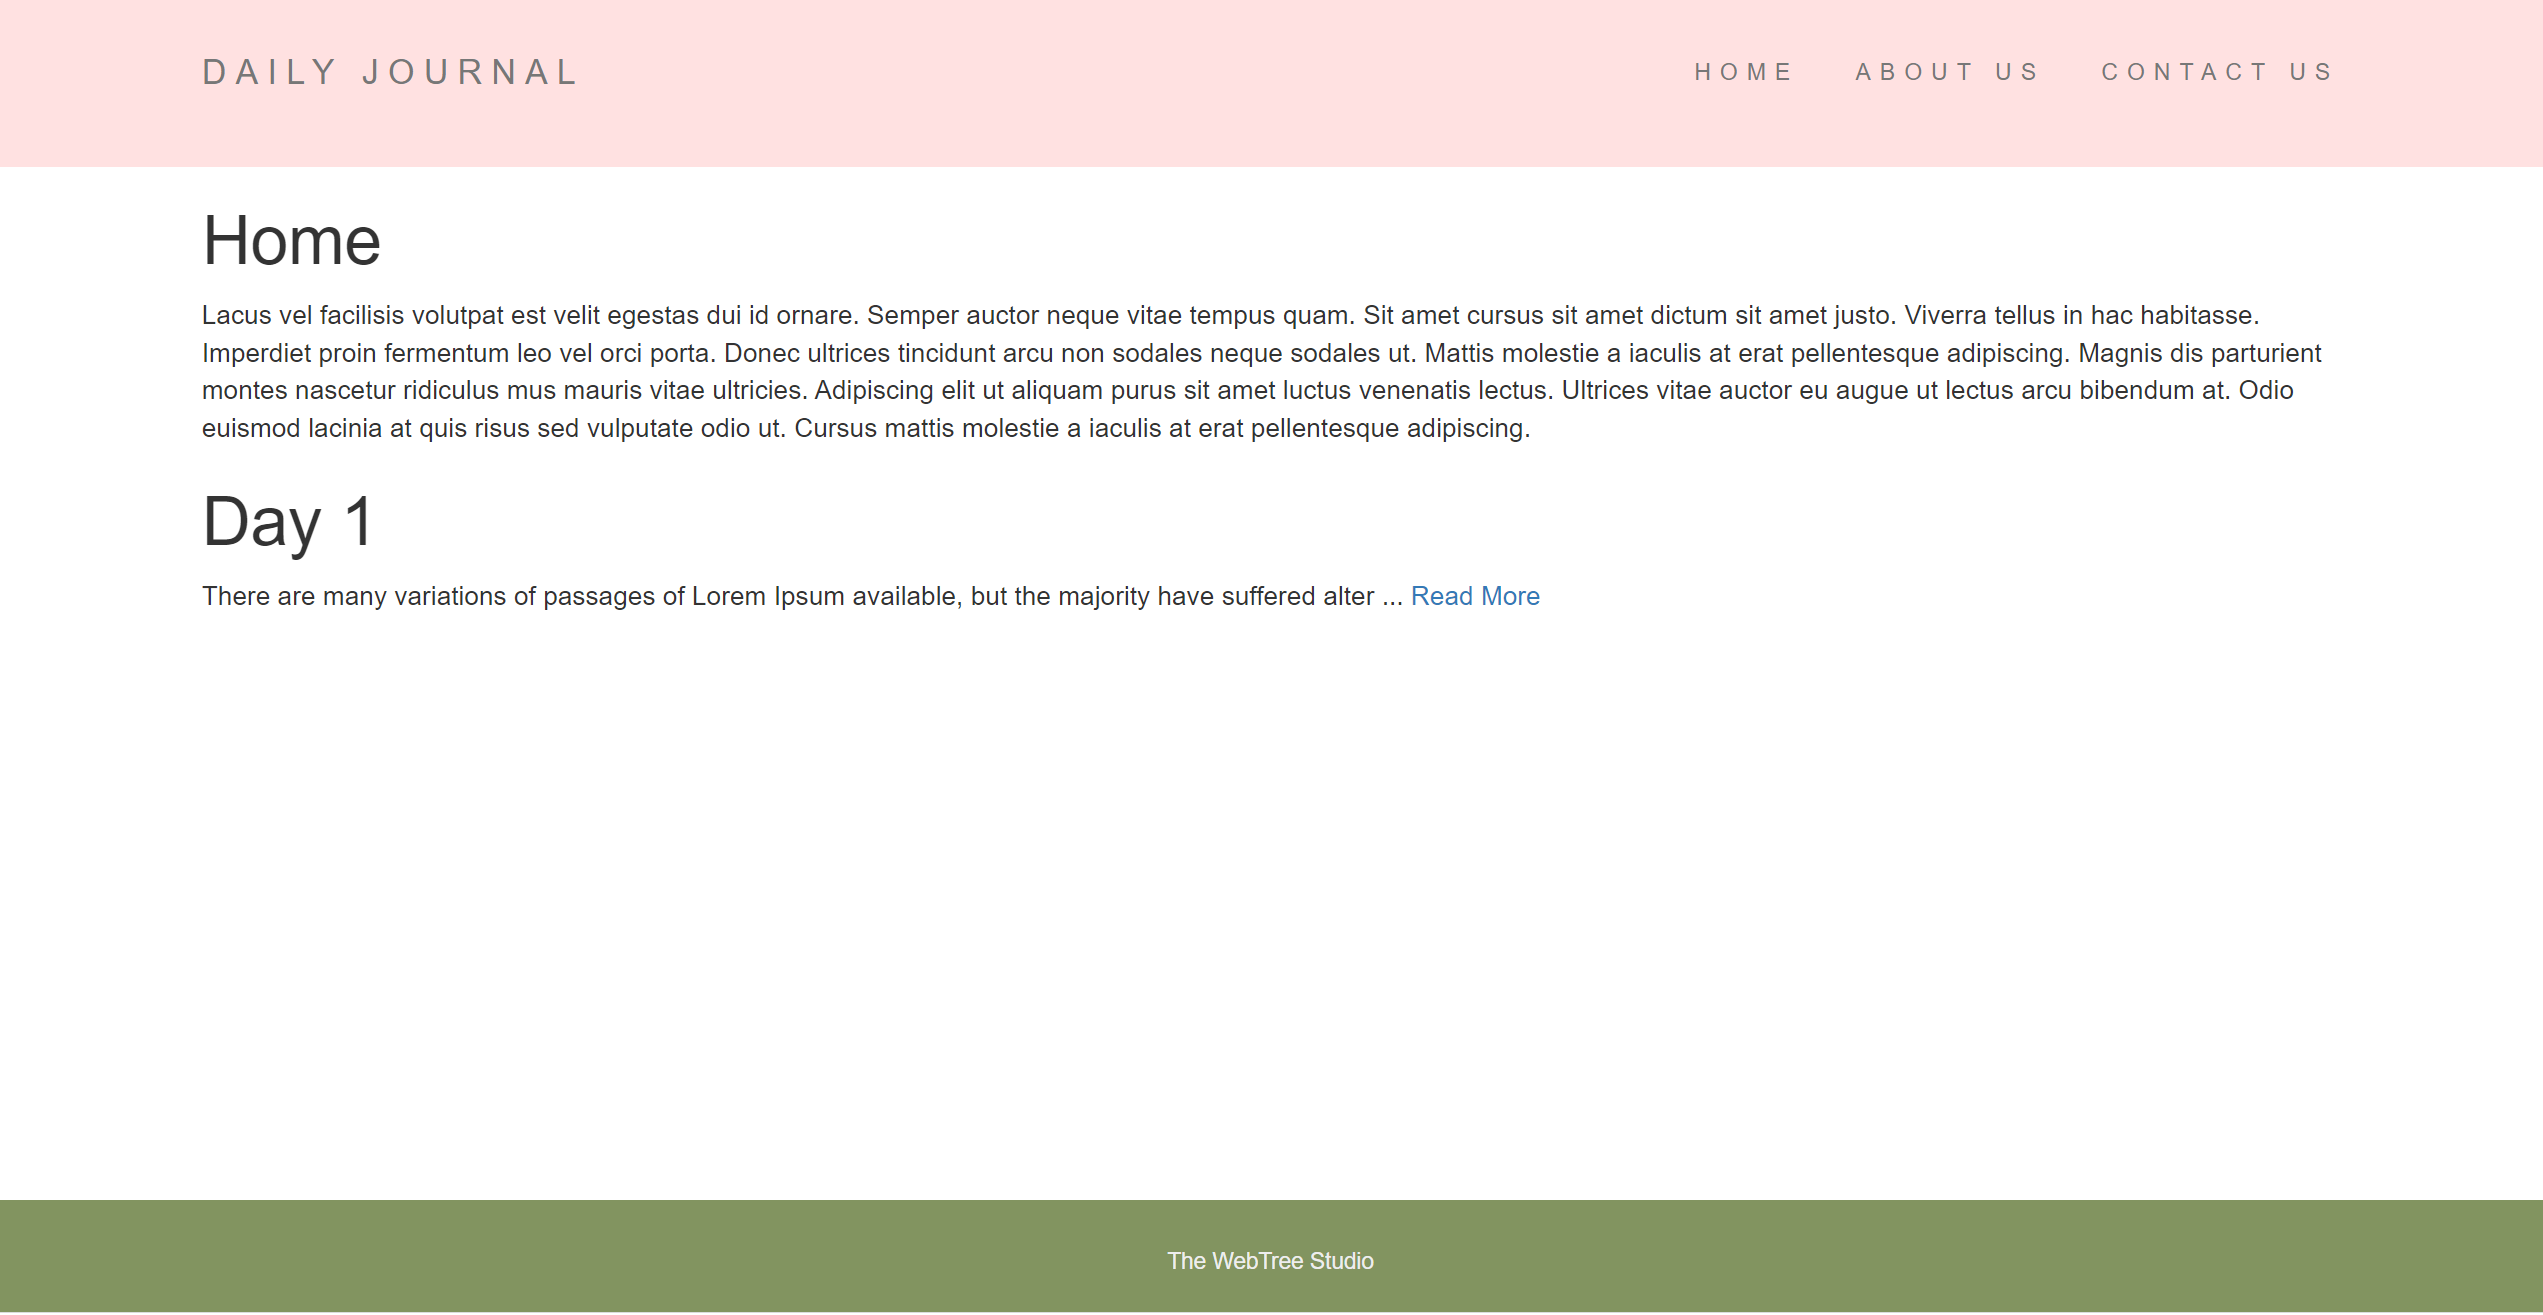 DAILY JOURNAL
HOME ABOUT US CONTACT US
Home
Lacus vel facilisis volutpat est velit egestas dui id ornare. Semper auctor neque vitae tempus quam. Sit amet cursus sit amet dictum sit amet justo. Viverra tellus in hac habitasse.
Imperdiet proin fermentum leo vel orci porta. Donec ultrices tincidunt arcu non sodales neque sodales ut. Mattis molestie a iaculis at erat pellentesque adipiscing. Magnis dis parturient
montes nascetur ridiculus mus mauris vitae ultricies. Adipiscing elit ut aliquam purus sit amet luctus venenatis lectus. Ultrices vitae auctor eu augue ut lectus arcu bibendum at. Odio
euismod lacinia at quis risus sed vulputate odio ut. Cursus mattis molestie a iaculis at erat pellentesque adipiscing.
Day 1
There are many variations of passages of Lorem Ipsum available, but the majority have suffered alter ... Read More
The WebTree Studio